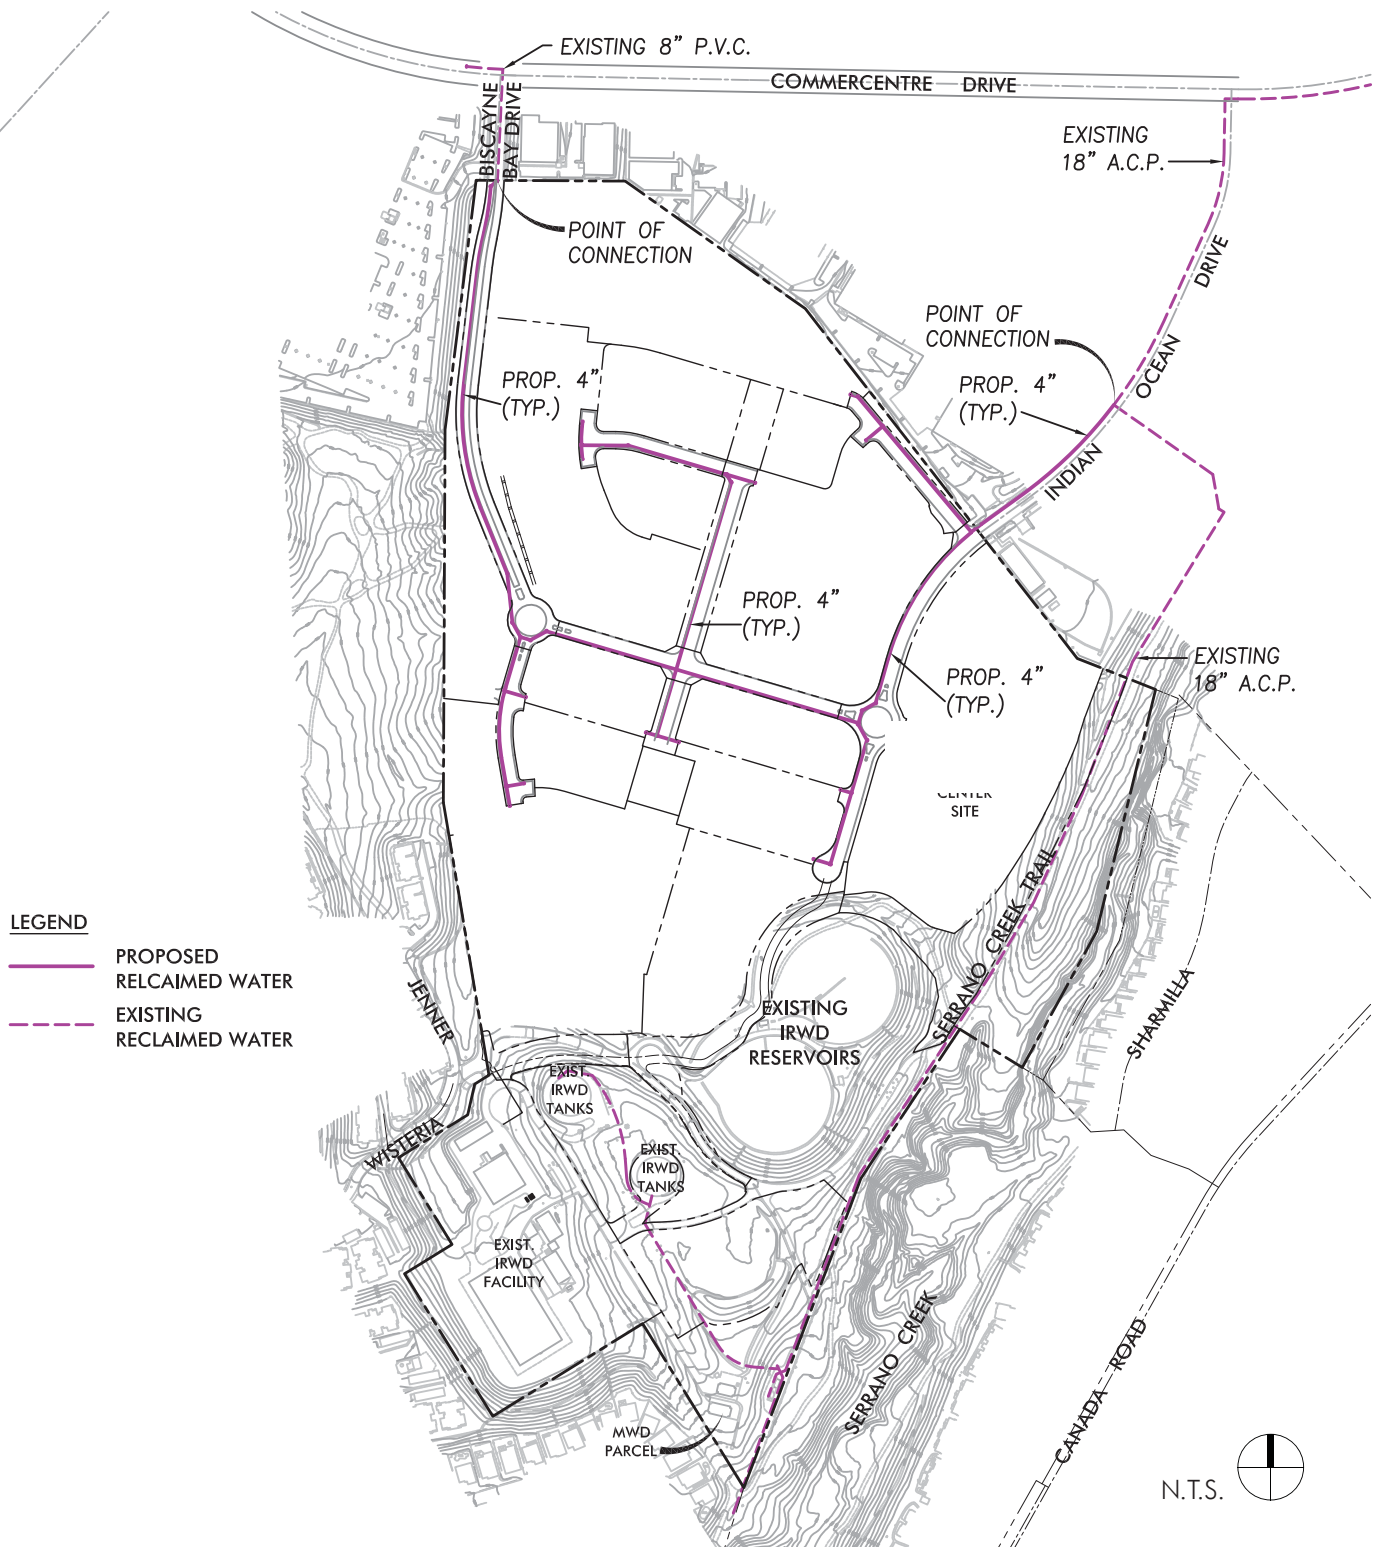 EXISTING 8” P.V.C.
COMMERCENTRE DRIVE
BISCAYNE
BAY DRIVE
EXISTING
18” A.C.P.
POINT OF
CONNECTION
DRIVE
POINT OF
CONNECTION
OCEAN
PROP. 4”
(TYP.)
PROP. 4”
(TYP.)
INDIAN
PROP. 4”
(TYP.)
EXISTING
18” A.C.P.
PROP. 4”
(TYP.)
CENTER
SITE
SERRANO CREEK TRAIL
LEGEND
PROPOSED
RELCAIMED WATER
EXISTING
RECLAIMED WATER
JENNER
EXISTING
IRWD
RESERVOIRS
SHARMILLA
EXIST.
IRWD
TANKS
WISTERIA
EXIST.
IRWD
TANKS
EXIST.
IRWD
FACILITY
SERRANO CREEK
CANADA ROAD
MWD
PARCEL
N.T.S.